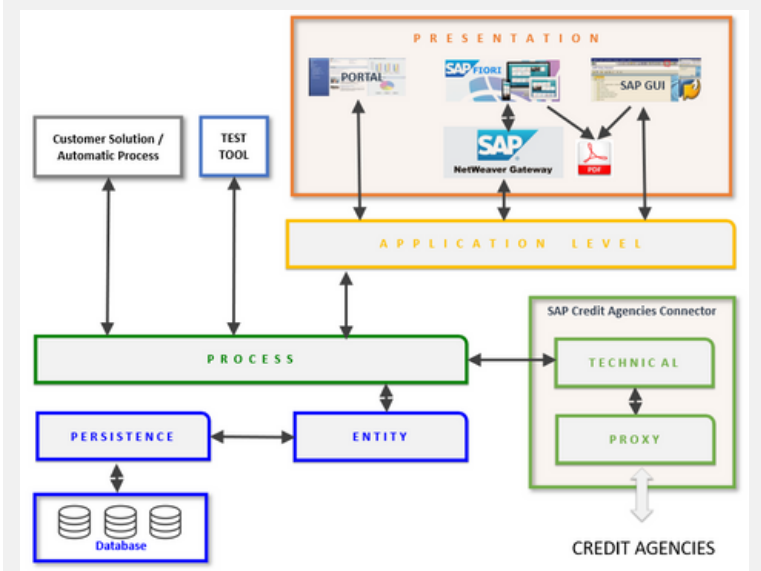 PRESENTATION
PORTAL
SAP FIORI
SAP GUI
Customer Solution /
Automatic Process
TEST
TOOL
SAP
NetWeaver Gateway
PDF
APPLICATION LEVEL
SAP Credit Agencies Connector
PROCESS
TECHNICAL
PERSISTENCE
ENTITY
PROXY
Database
CREDIT AGENCIES